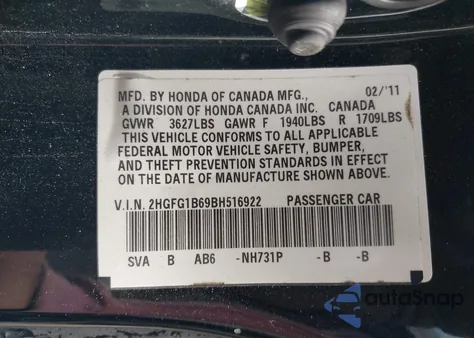 MFD. BY HONDA OF CANADA MFG., 02/'11
A DIVISION OF HONDA CANADA INC. CANADA
GVWR 3627LBS GAWR F 1940LBS R 1709LBS
THIS VEHICLE CONFORMS TO ALL APPLICABLE
FEDERAL MOTOR VEHICLE SAFETY, BUMPER,
AND THEFT PREVENTION STANDARDS IN EFFECT
ON THE DATE OF MANUFACTURE SHOWN ABOVE.
V.I.N. 2HGFG1B69BH516922 PASSENGER CAR
SVA B AB6 -NH731P -B -B
autoSnap